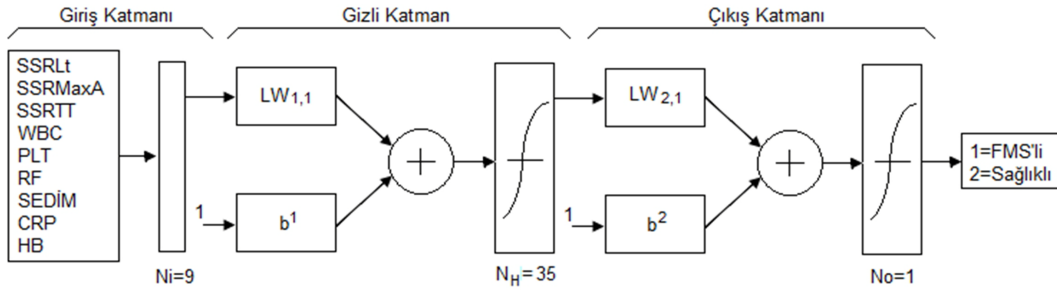 Giriş Katmanı
Gizli Katman
Çıkış Katmanı
SSRLt
SSRMaxA
SSRTT
WBC
PLT
RF
SEDİM
CRP
HB
Ni=9
LW1,1
1
b1
+
NH=35
LW2,1
1
b2
+
No=1
1=FMS'li
2=Sağlıklı